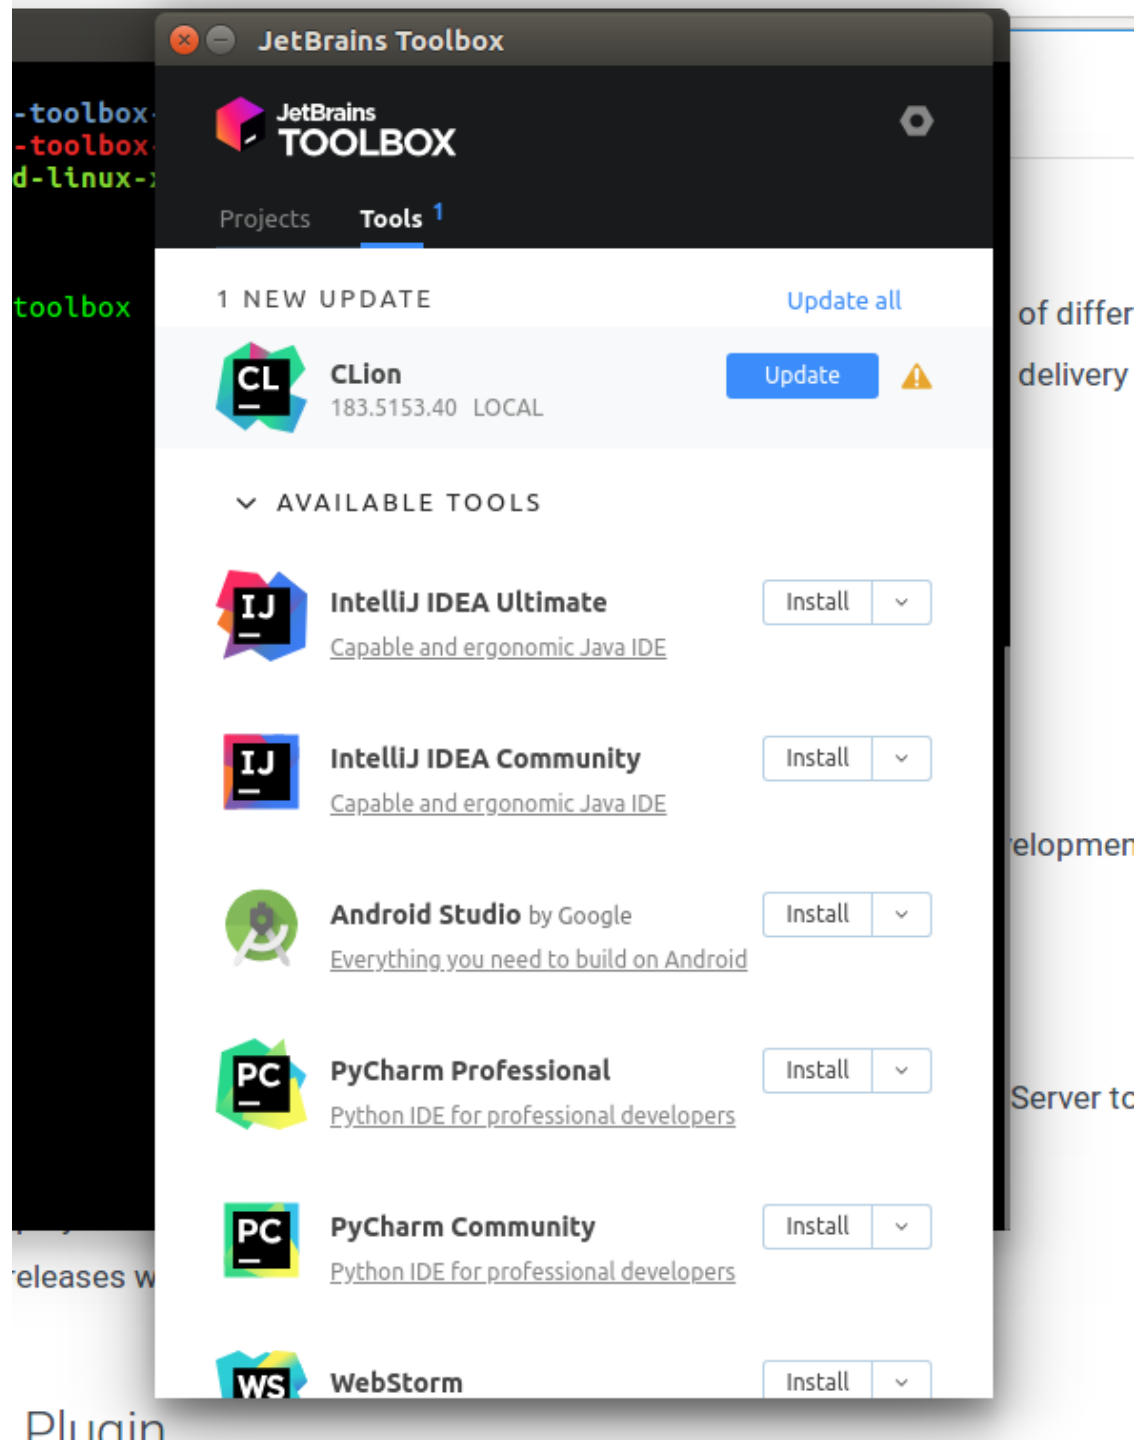 JetBrains Toolbox
-toolbox-
-toolbox-
d-linux-x
toolbox
JetBrains
TOOLBOX
Projects Tools 1
1 NEW UPDATE Update all
CL
CLion
183.5153.40 LOCAL
Update
AVAILABLE TOOLS
IJ
IntelliJ IDEA Ultimate
Capable and ergonomic Java IDE
Install
IJ
IntelliJ IDEA Community
Capable and ergonomic Java IDE
Install
Android Studio by Google
Everything you need to build on Android
Install
PC
PyCharm Professional
Python IDE for professional developers
Install
PC
PyCharm Community
Python IDE for professional developers
Install
WS
WebStorm
Install
of differ
delivery
elopmen
Server to
eleases w
Plugin